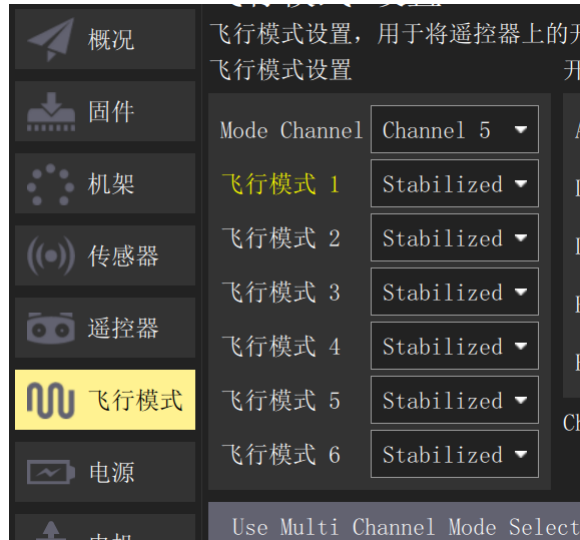 概况
固件
机架
传感器
遥控器
飞行模式
电源
飞行模式设置，用于将遥控器上的
飞行模式设置
Mode Channel Channel 5
飞行模式 1 Stabilized
飞行模式 2 Stabilized
飞行模式 3 Stabilized
飞行模式 4 Stabilized
飞行模式 5 Stabilized
飞行模式 6 Stabilized
Use Multi Channel Mode Select